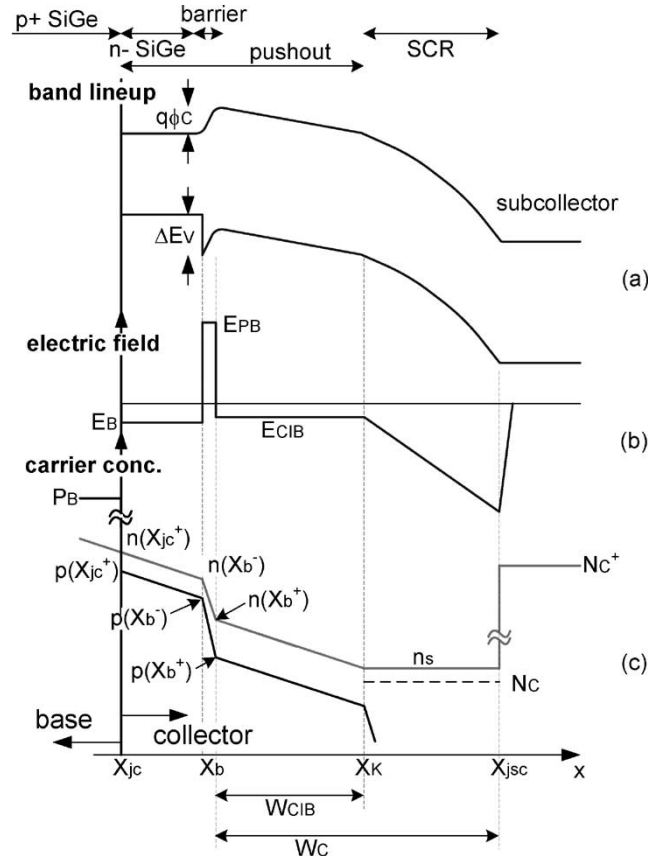 p+ SiGe
barrier
n- SiGe
pushout
SCR
band lineup
qϕC
subcollector
ΔEV
(a)
EPB
electric field
EB
ECIB
(b)
carrier conc.
PB
n(Xjc+)
p(Xjc+)
n(Xb-)
NC+
n(Xb+)
p(Xb-)
ns
(c)
p(Xb+)
NC
base
collector
Xjc
Xb
XK
Xjsc
x
WCIB
WC